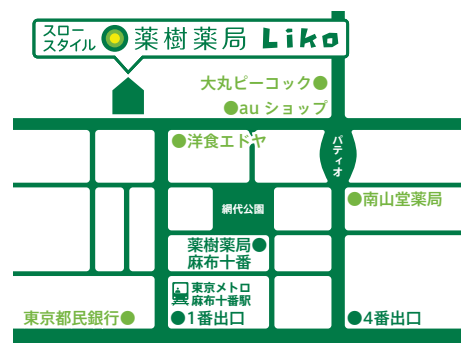 スロー
スタイル
薬樹薬局 Liko
大丸ピーコック
au ショップ
洋食エドヤ
パティオ
南山堂薬局
網代公園
薬樹薬局
麻布十番
東京メトロ
麻布十番駅
東京都民銀行
1番出口
4番出口